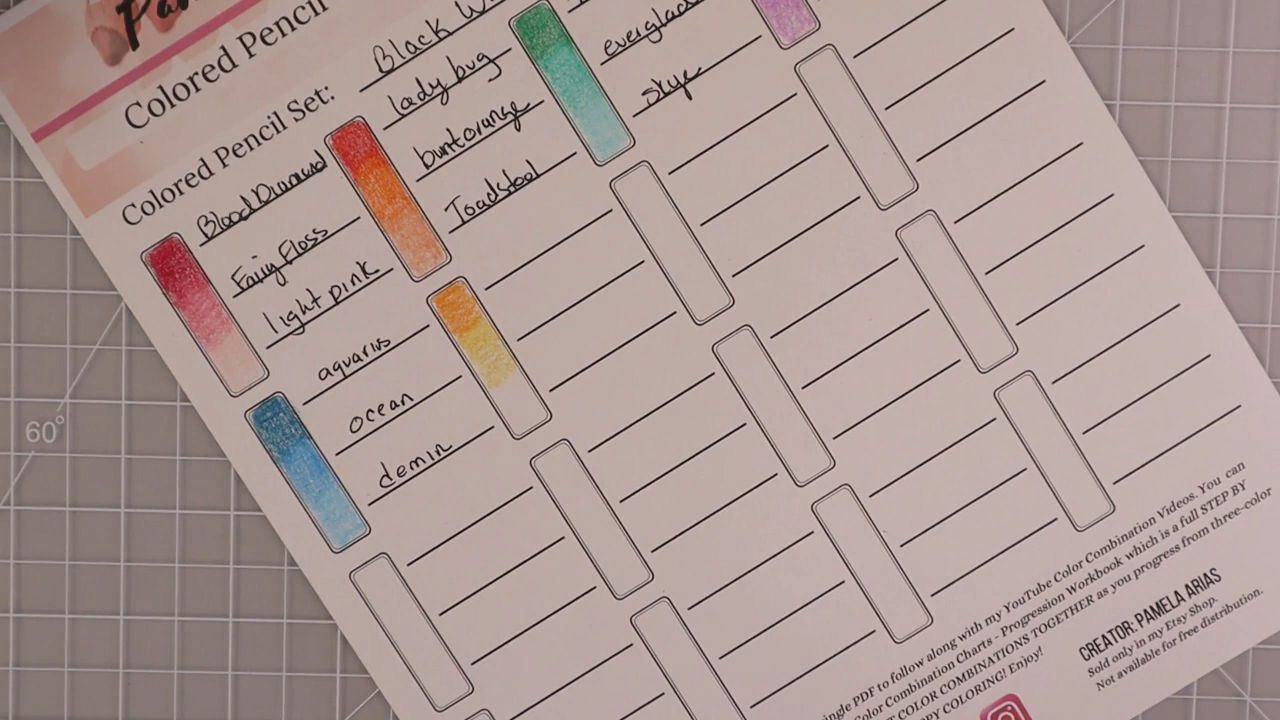 Colored Pencil
Colored Pencil Set:
Black
Blood Diamond
Fairy Floss
light pink
aquarius
ocean
demin
lady bug
burnt orange
Toadstool
skye
60°
PDF to follow along with my YouTube Color Combination Videos. You can
Color Combination Charts - Progression Workbook which is a full STEP BY
COLOR COMBINATIONS TOGETHER as you progress from three-color
COLORING! Enjoy!
CREATOR: PAMELA ARIAS
Sold only in my Etsy Shop.
Not available for free distribution.